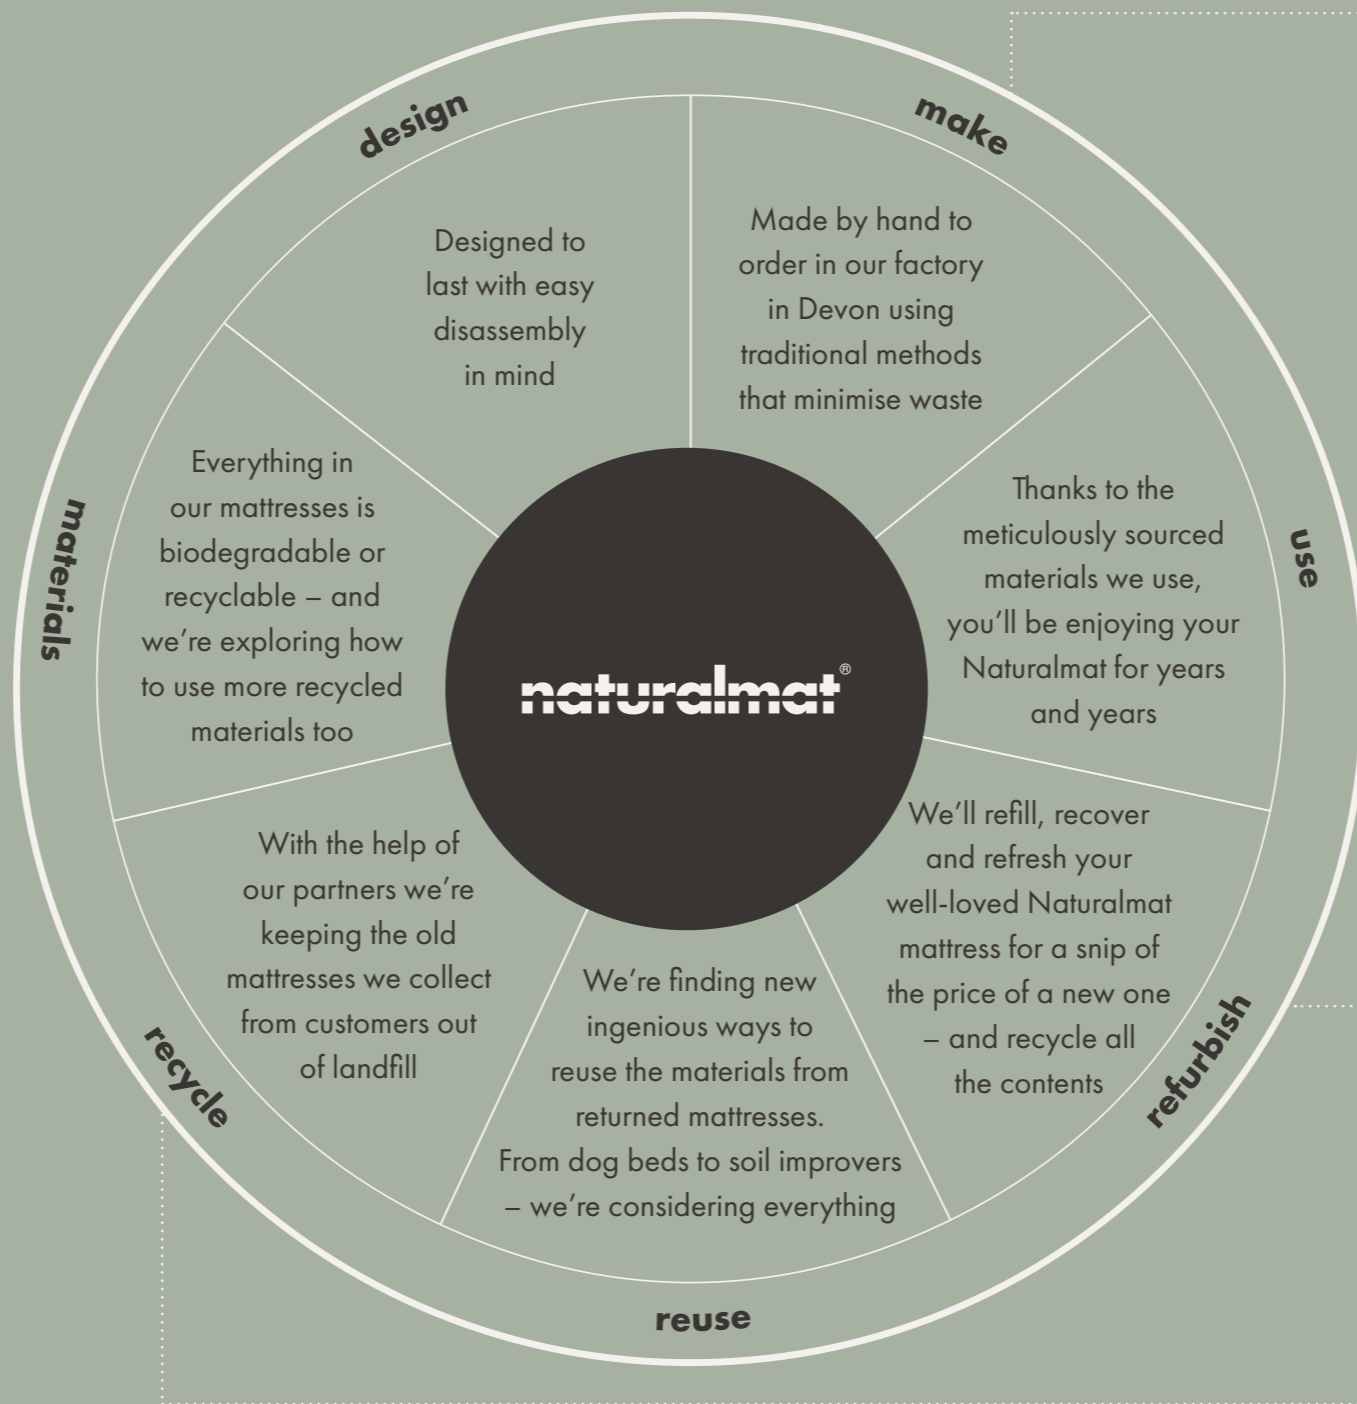 design
Designed to
last with easy
disassembly
in mind
make
Made by hand to
order in our factory
in Devon using
traditional methods
that minimise waste
use
Thanks to the
meticulously sourced
materials we use,
you’ll be enjoying your
Naturalmat for years
and years
refurbish
We’ll refill, recover
and refresh your
well-loved Naturalmat
mattress for a snip of
the price of a new one
– and recycle all
the contents
reuse
We’re finding new
ingenious ways to
reuse the materials from
returned mattresses.
From dog beds to soil improvers
– we’re considering everything
recycle
With the help of
our partners we’re
keeping the old
mattresses we collect
from customers out
of landfill
materials
Everything in
our mattresses is
biodegradable or
recyclable – and
we’re exploring how
to use more recycled
materials too
naturalmat®